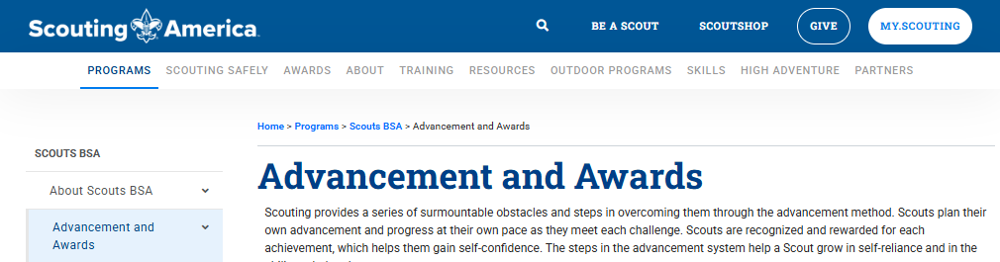 Scouting America.
BE A SCOUT
SCOUTSHOP
GIVE
MY.SCOUTING
PROGRAMS SCOUTING SAFELY AWARDS ABOUT TRAINING RESOURCES OUTDOOR PROGRAMS SKILLS HIGH ADVENTURE PARTNERS
Home > Programs > Scouts BSA > Advancement and Awards
SCOUTS BSA
About Scouts BSA
Advancement and
Awards
Advancement and Awards
Scouting provides a series of surmountable obstacles and steps in overcoming them through the advancement method. Scouts plan their
own advancement and progress at their own pace as they meet each challenge. Scouts are recognized and rewarded for each
achievement, which helps them gain self-confidence. The steps in the advancement system help a Scout grow in self-reliance and in the